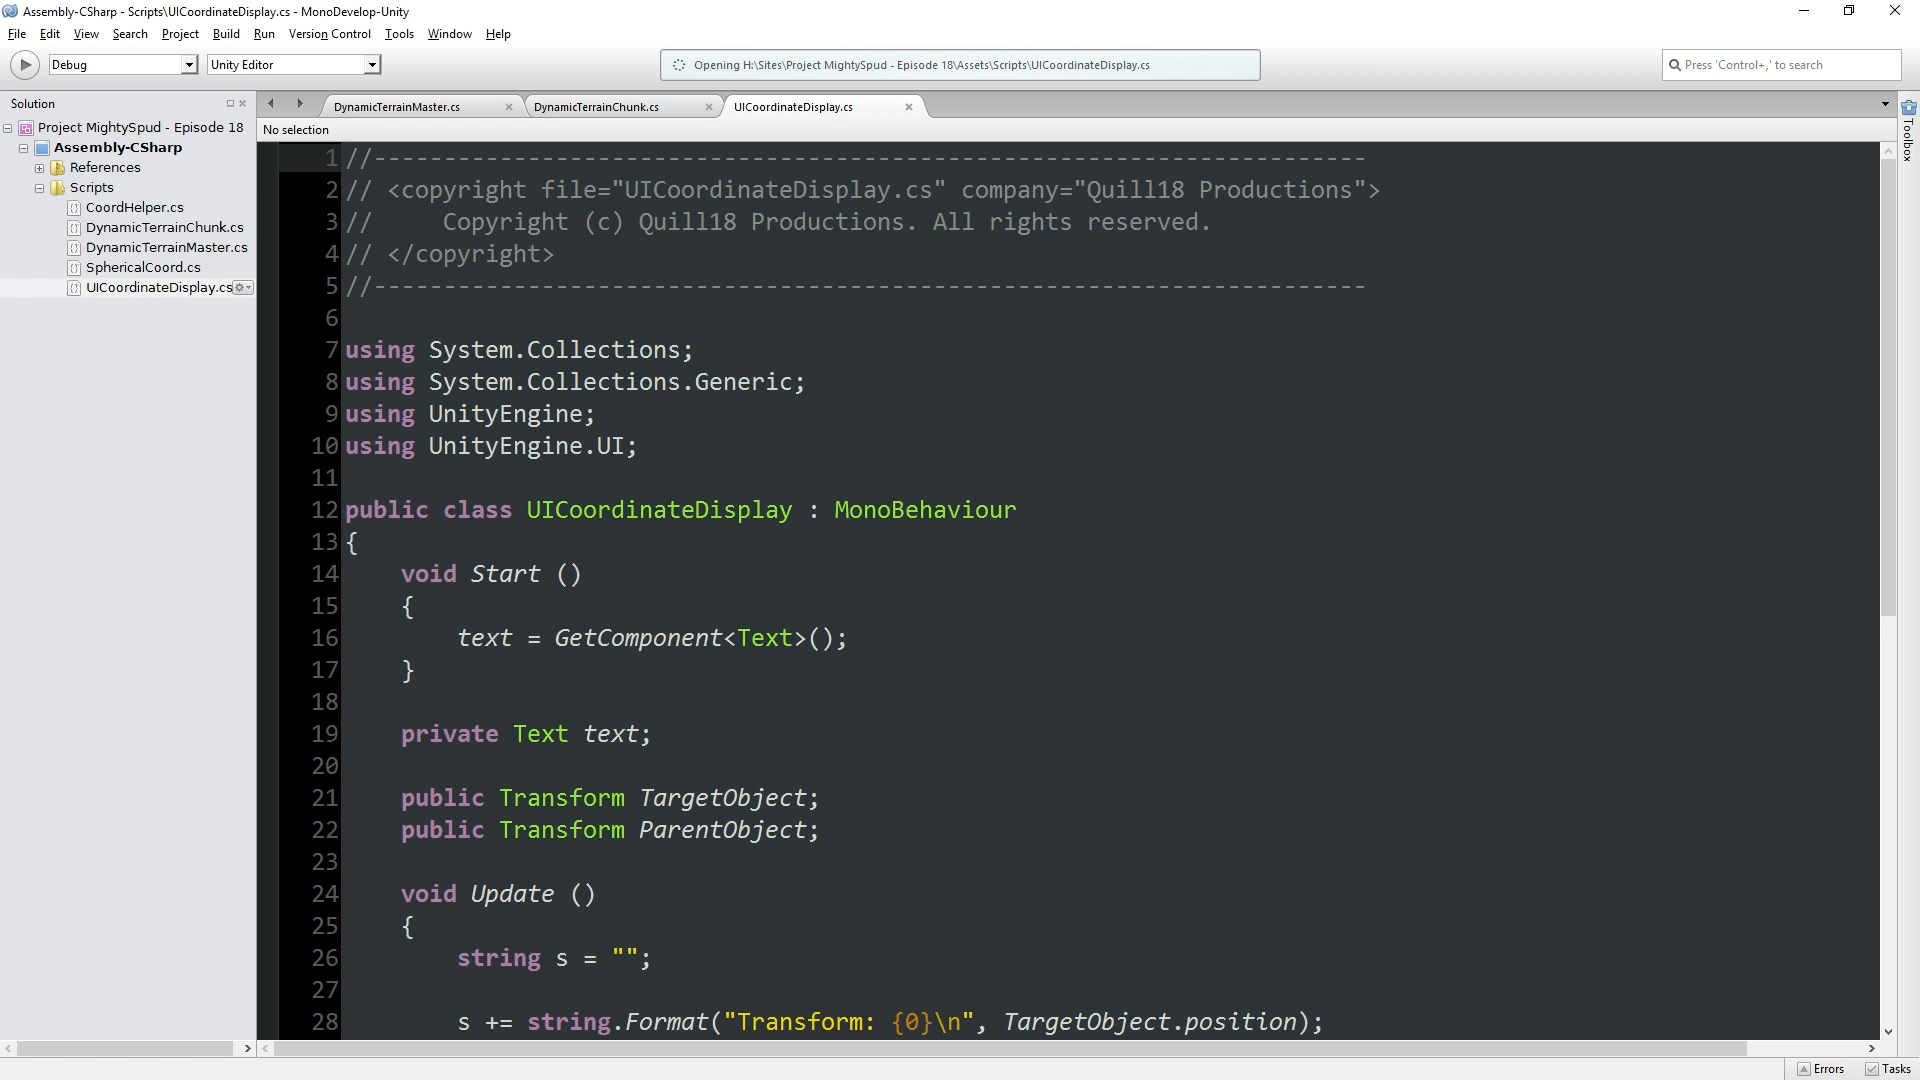 Assembly-CSharp - Scripts\UICoordinateDisplay.cs - MonoDevelop-Unity
File Edit View Search Project Build Run Version Control Tools Window Help
Debug Unity Editor Opening H:\Sites\Project MightySpud - Episode 18\Assets\Scripts\UICoordinateDisplay.cs Press 'Control+,' to search
Solution
Project MightySpud - Episode 18
Assembly-CSharp
References
Scripts
CoordHelper.cs
DynamicTerrainChunk.cs
DynamicTerrainMaster.cs
SphericalCoord.cs
UICoordinateDisplay.cs
DynamicTerrainMaster.cs DynamicTerrainChunk.cs UICoordinateDisplay.cs
No selection
Toolbox
1 //-----------------------------------------------------------------------
2 // <copyright file="UICoordinateDisplay.cs" company="Quill18 Productions">
3 //     Copyright (c) Quill18 Productions. All rights reserved.
4 // </copyright>
5 //-----------------------------------------------------------------------
6
7 using System.Collections;
8 using System.Collections.Generic;
9 using UnityEngine;
10 using UnityEngine.UI;
11
12 public class UICoordinateDisplay : MonoBehaviour
13 {
14     void Start ()
15     {
16         text = GetComponent<Text>();
17     }
18
19     private Text text;
20
21     public Transform TargetObject;
22     public Transform ParentObject;
23
24     void Update ()
25     {
26         string s = "";
27
28         s += string.Format("Transform: {0}\n", TargetObject.position);
Errors Tasks